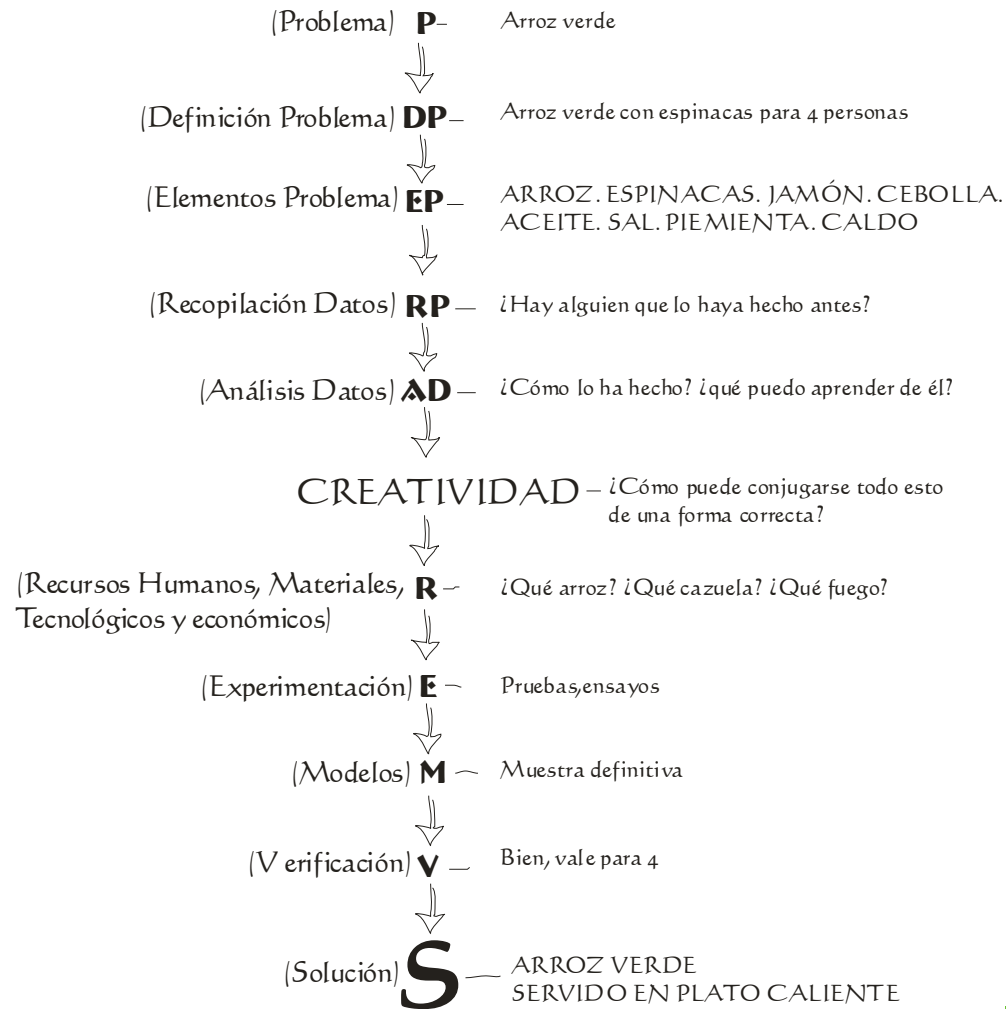 (Problema) P– Arroz verde
(Definición Problema) DP– Arroz verde con espinacas para 4 personas
(Elementos Problema) EP– ARROZ. ESPINACAS. JAMÓN. CEBOLLA.
ACEITE. SAL. PIEMIENTA. CALDO
(Recopilación Datos) RP – ¿Hay alguien que lo haya hecho antes?
(Análisis Datos) AD – ¿Cómo lo ha hecho? ¿qué puedo aprender de él?
CREATIVIDAD – ¿Cómo puede conjugarse todo esto
de una forma correcta?
(Recursos Humanos, Materiales, R – ¿Qué arroz? ¿Qué cazuela? ¿Qué fuego?
Tecnológicos y económicos)
(Experimentación) E – Pruebas,ensayos
(Modelos) M – Muestra definitiva
(V erificación) V – Bien, vale para 4
(Solución) S – ARROZ VERDE
SERVIDO EN PLATO CALIENTE